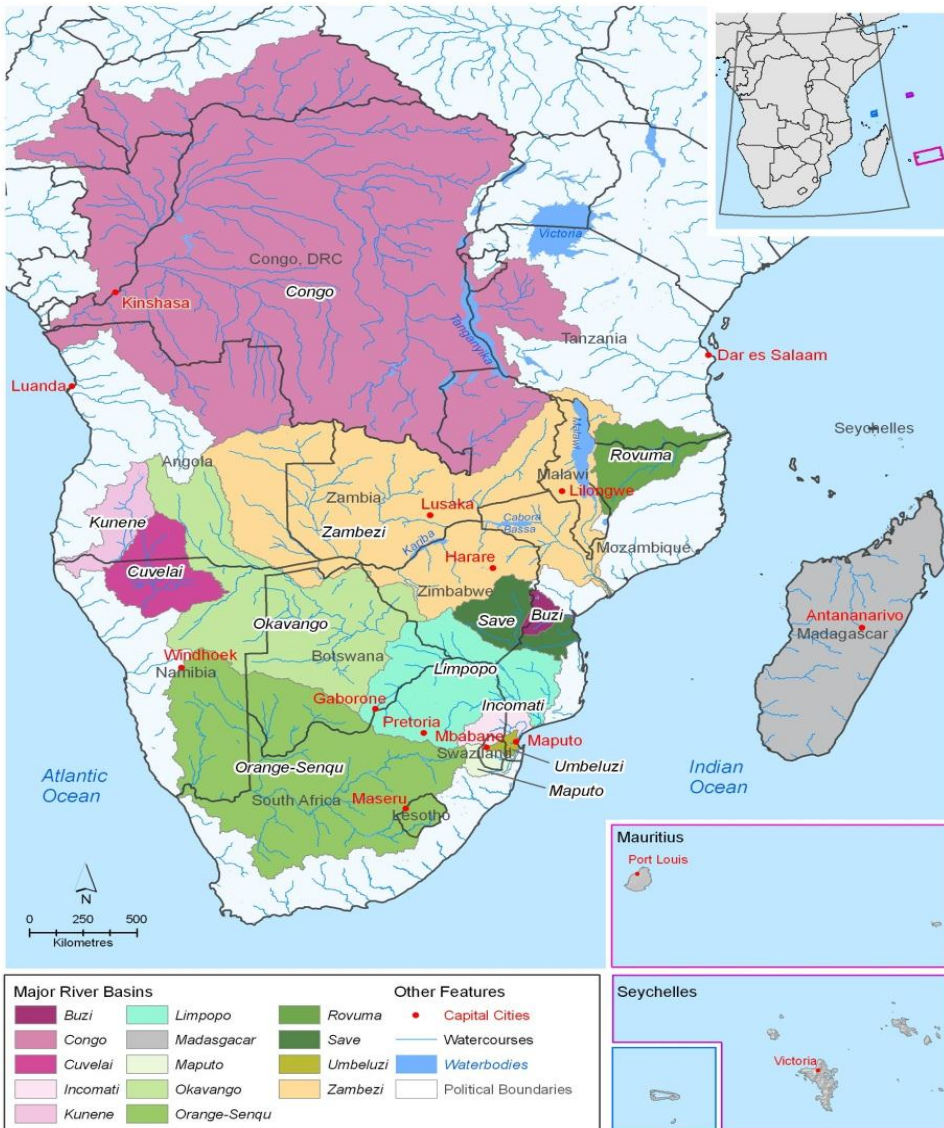 Victoria
Congo, DRC
Congo
Kinshasa
Tanganyika
Tanzania
Dar es Salaam
Luanda
Seychelles
Angola
Malawi
Rovuma
Malawi
Lilongwe
Zambia
Lusaka
Kunene
Zambezi
Cabora
Bassa
Kariba
Mozambique
Harare
Cuvelai
Zimbabwe
Save
Buzi
Okavango
Antananarivo
Madagascar
Windhoek
Namibia
Botswana
Limpopo
Gaborone
Incomati
Pretoria
Mbabane
Maputo
Swaziland
Umbeluzi
Orange-Senqu
Maputo
Atlantic
Ocean
Indian
Ocean
South Africa
Maseru
Lesotho
Mauritius
Port Louis
N
0 250 500
Kilometres
Major River Basins
Buzi
Congo
Cuvelai
Incomati
Kunene
Limpopo
Madagascar
Maputo
Okavango
Orange-Senqu
Rovuma
Save
Umbeluzi
Zambezi
Other Features
Capital Cities
Watercourses
Waterbodies
Political Boundaries
Seychelles
Victoria